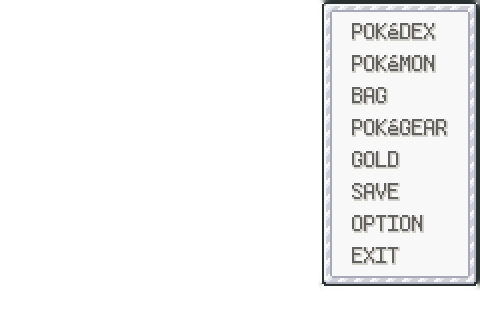 POKéDEX
POKéMON
BAG
POKéGEAR
GOLD
SAVE
OPTION
EXIT